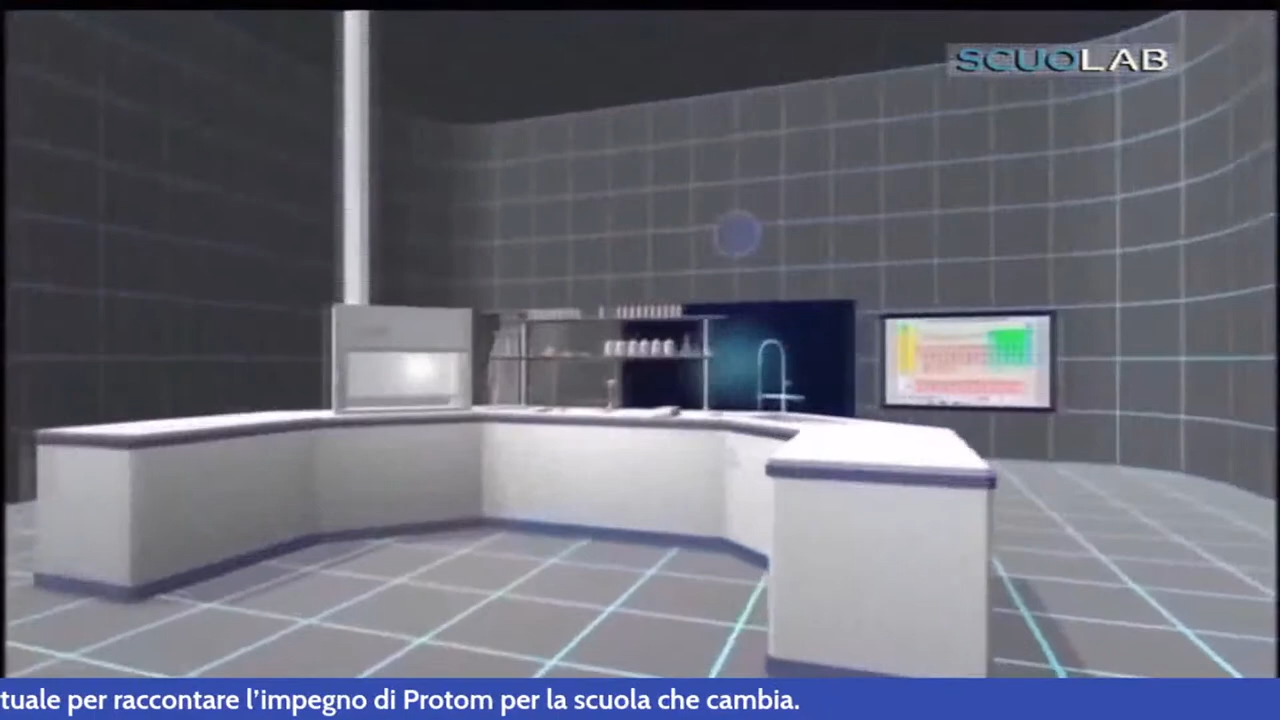 SCUOLAB
tuale per raccontare l’impegno di Protom per la scuola che cambia.